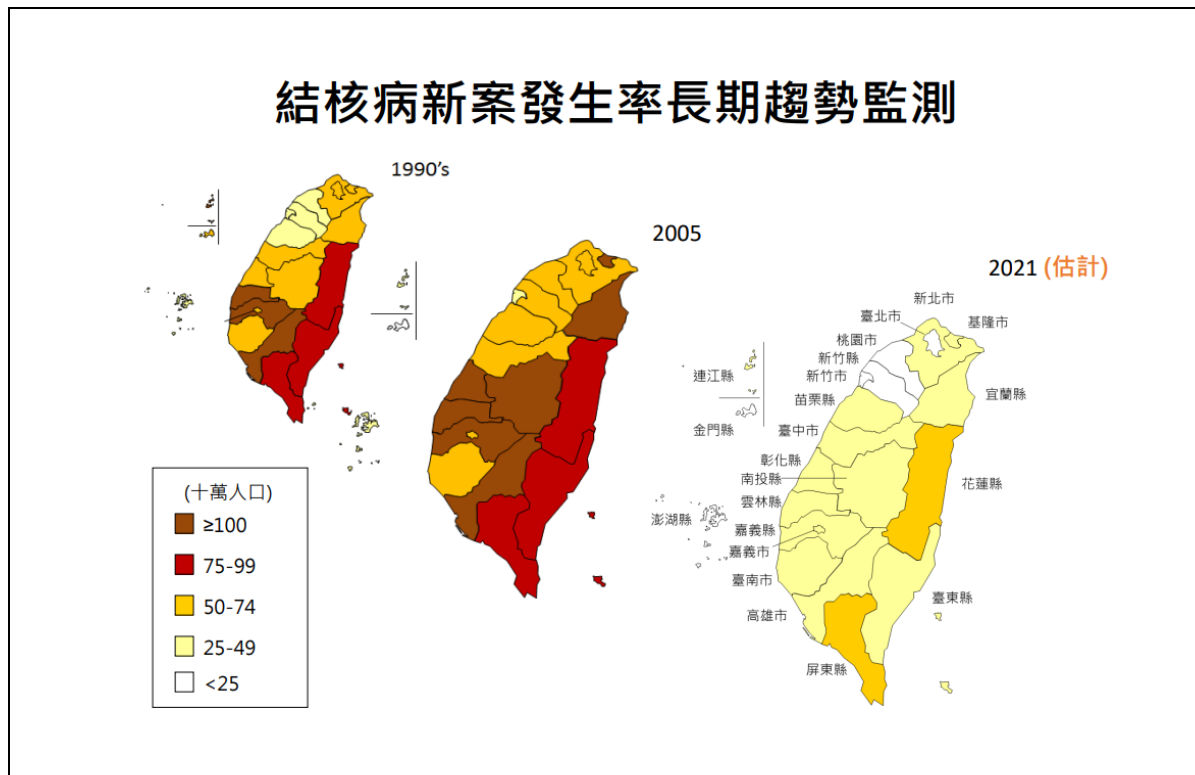 結核病新案發生率長期趨勢監測
1990's
2005
2021 (估計)
新北市
臺北市
基隆市
桃園市
新竹縣
新竹市
連江縣
苗栗縣
宜蘭縣
金門縣
臺中市
彰化縣
南投縣
花蓮縣
雲林縣
澎湖縣
嘉義縣
嘉義市
臺南市
臺東縣
高雄市
屏東縣
(十萬人口)
≥100
75-99
50-74
25-49
<25